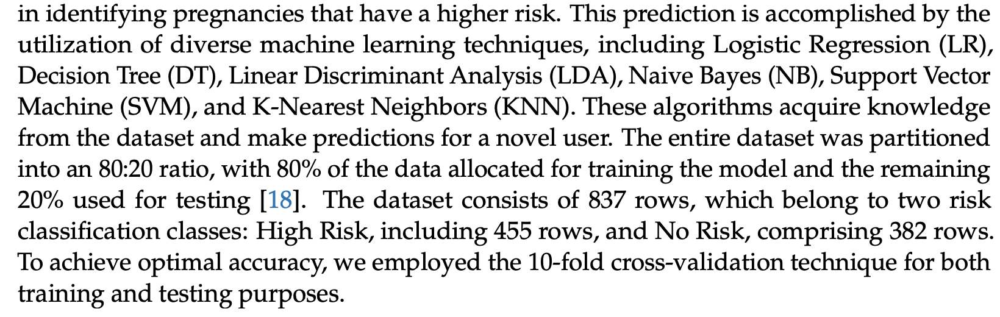 in identifying pregnancies that have a higher risk. This prediction is accomplished by the
utilization of diverse machine learning techniques, including Logistic Regression (LR),
Decision Tree (DT), Linear Discriminant Analysis (LDA), Naive Bayes (NB), Support Vector
Machine (SVM), and K-Nearest Neighbors (KNN). These algorithms acquire knowledge
from the dataset and make predictions for a novel user. The entire dataset was partitioned
into an 80:20 ratio, with 80% of the data allocated for training the model and the remaining
20% used for testing [18]. The dataset consists of 837 rows, which belong to two risk
classification classes: High Risk, including 455 rows, and No Risk, comprising 382 rows.
To achieve optimal accuracy, we employed the 10-fold cross-validation technique for both
training and testing purposes.